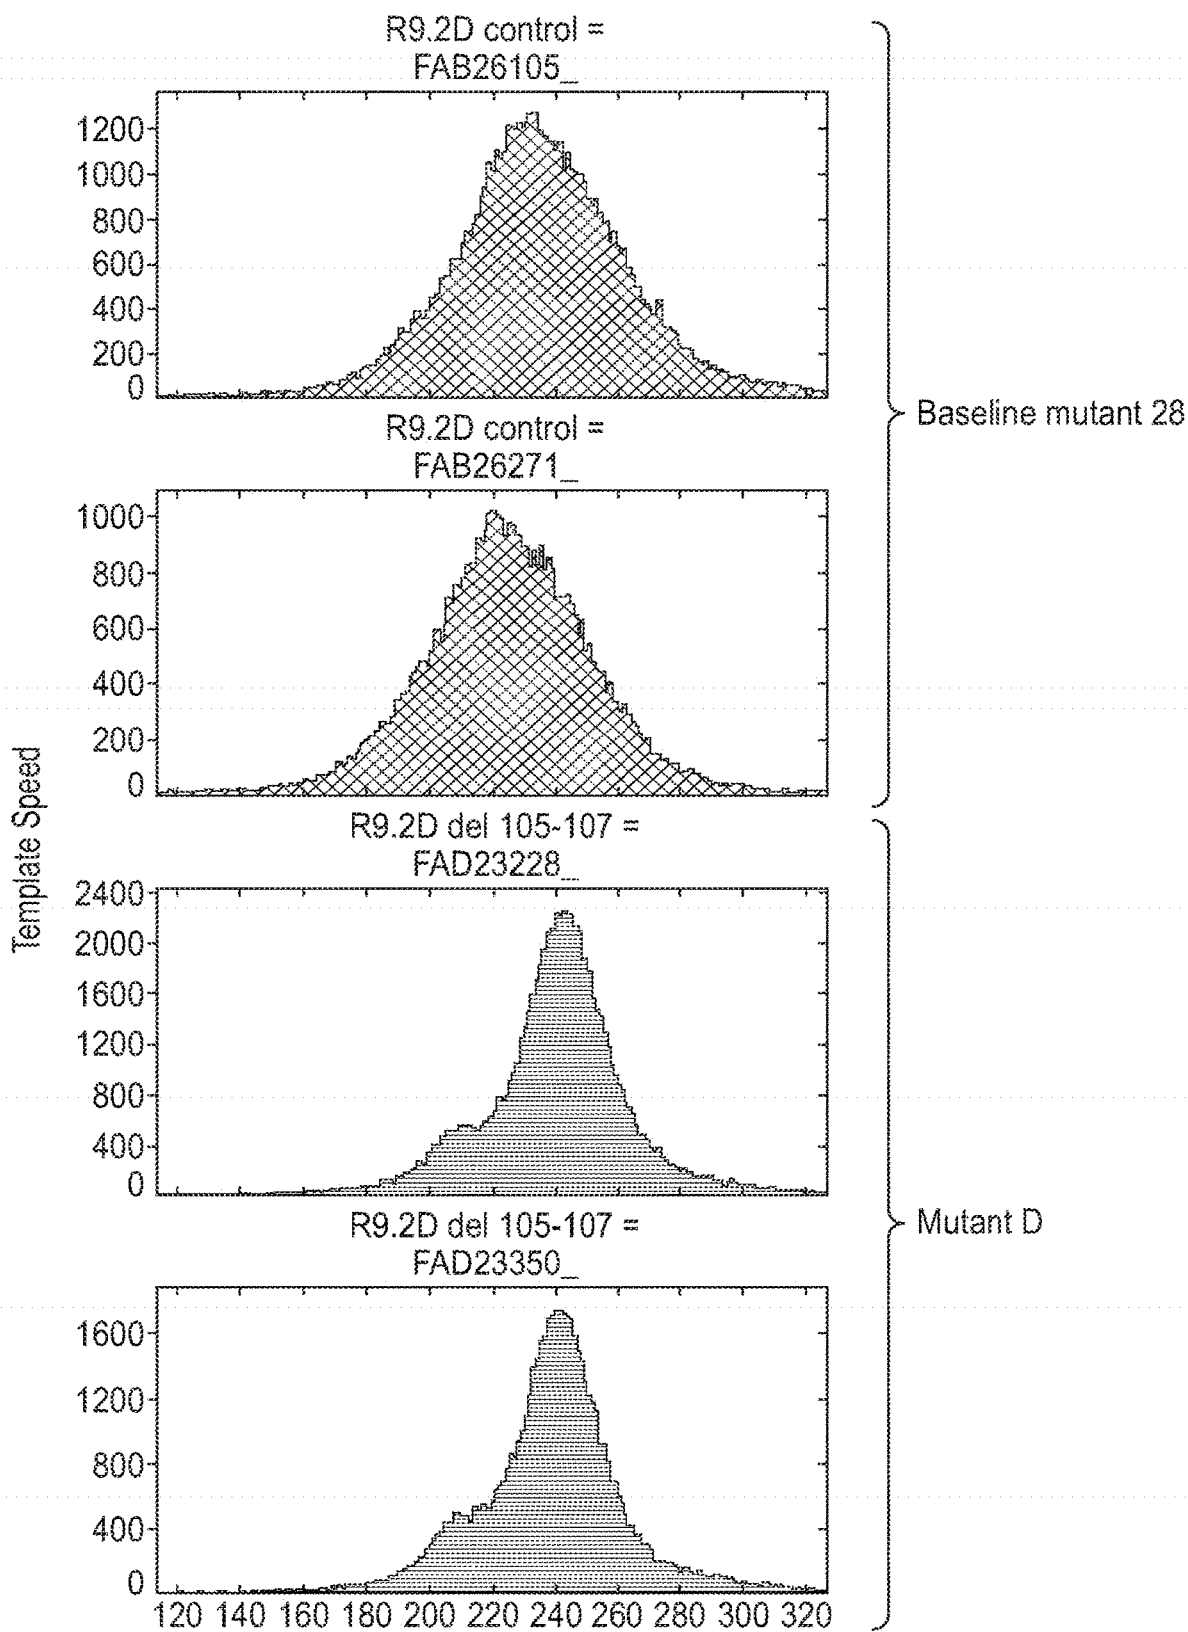 R9.2D control =
FAB26105_
1200
1000
800
600
400
200
0
R9.2D control =
FAB26271_
1000
800
600
400
200
0
Baseline mutant 28
Template Speed
R9.2D del 105-107 =
FAD23228_
2400
2000
1600
1200
800
400
0
R9.2D del 105-107 =
FAD23350_
1600
1200
800
400
0
120 140 160 180 200 220 240 260 280 300 320
Mutant D